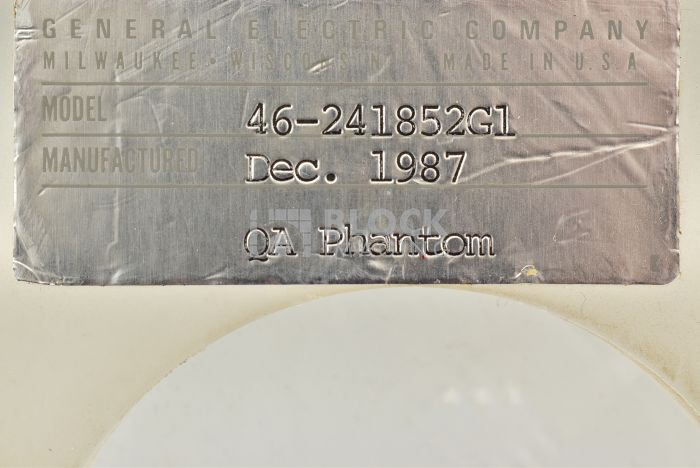 GENERAL ELECTRIC COMPANY
MILWAUKEE • WISCONSIN MADE IN U.S.A
MODEL 46-241852G1
MANUFACTURED Dec. 1987
BLOCK
QA Phantom